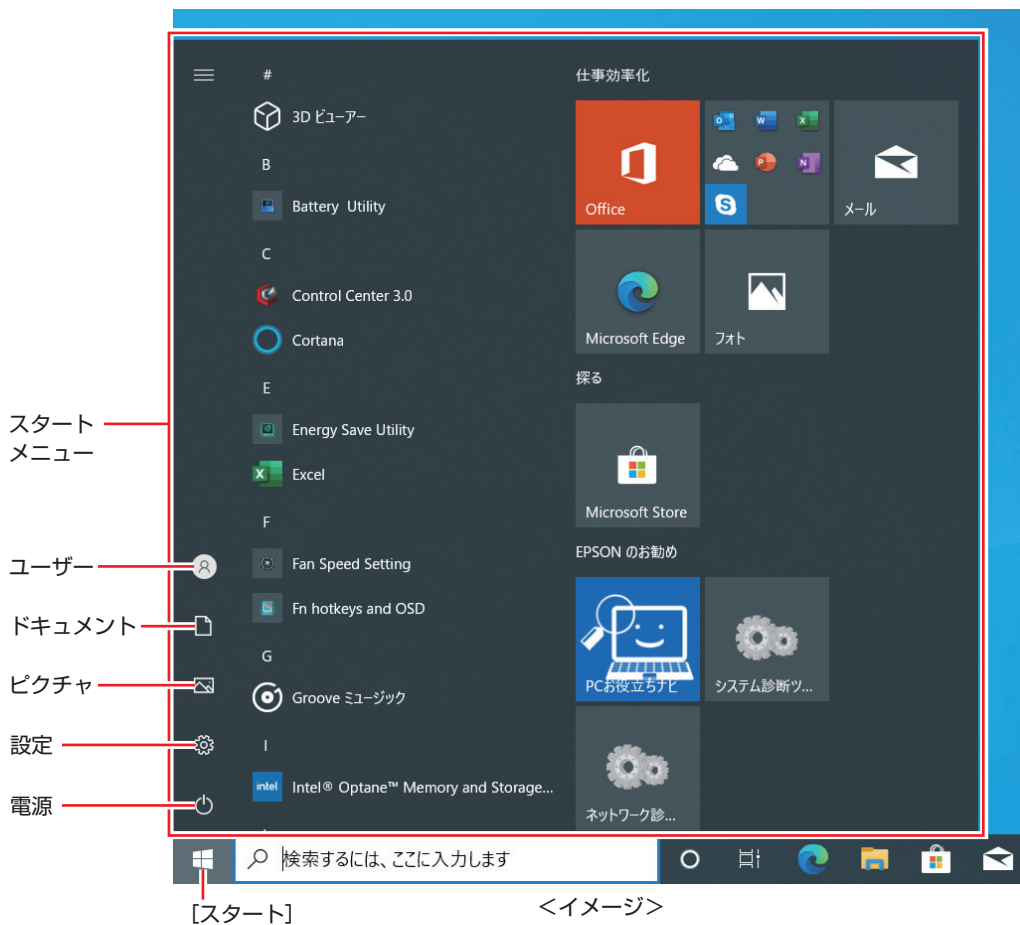 #
3D ビューアー
B
Battery Utility
C
Control Center 3.0
Cortana
E
Energy Save Utility
Excel
F
Fan Speed Setting
Fn hotkeys and OSD
G
Groove ミュージック
I
intel Intel® Optane™ Memory and Storage...
仕事効率化
Office
メール
Microsoft Edge
フォト
探る
Microsoft Store
EPSON のお勧め
PCお役立ちナビ
システム診断ツ...
ネットワーク診...
スタート
メニュー
ユーザー
ドキュメント
ピクチャ
設定
電源
検索するには、ここに入力します
[スタート]
＜イメージ＞